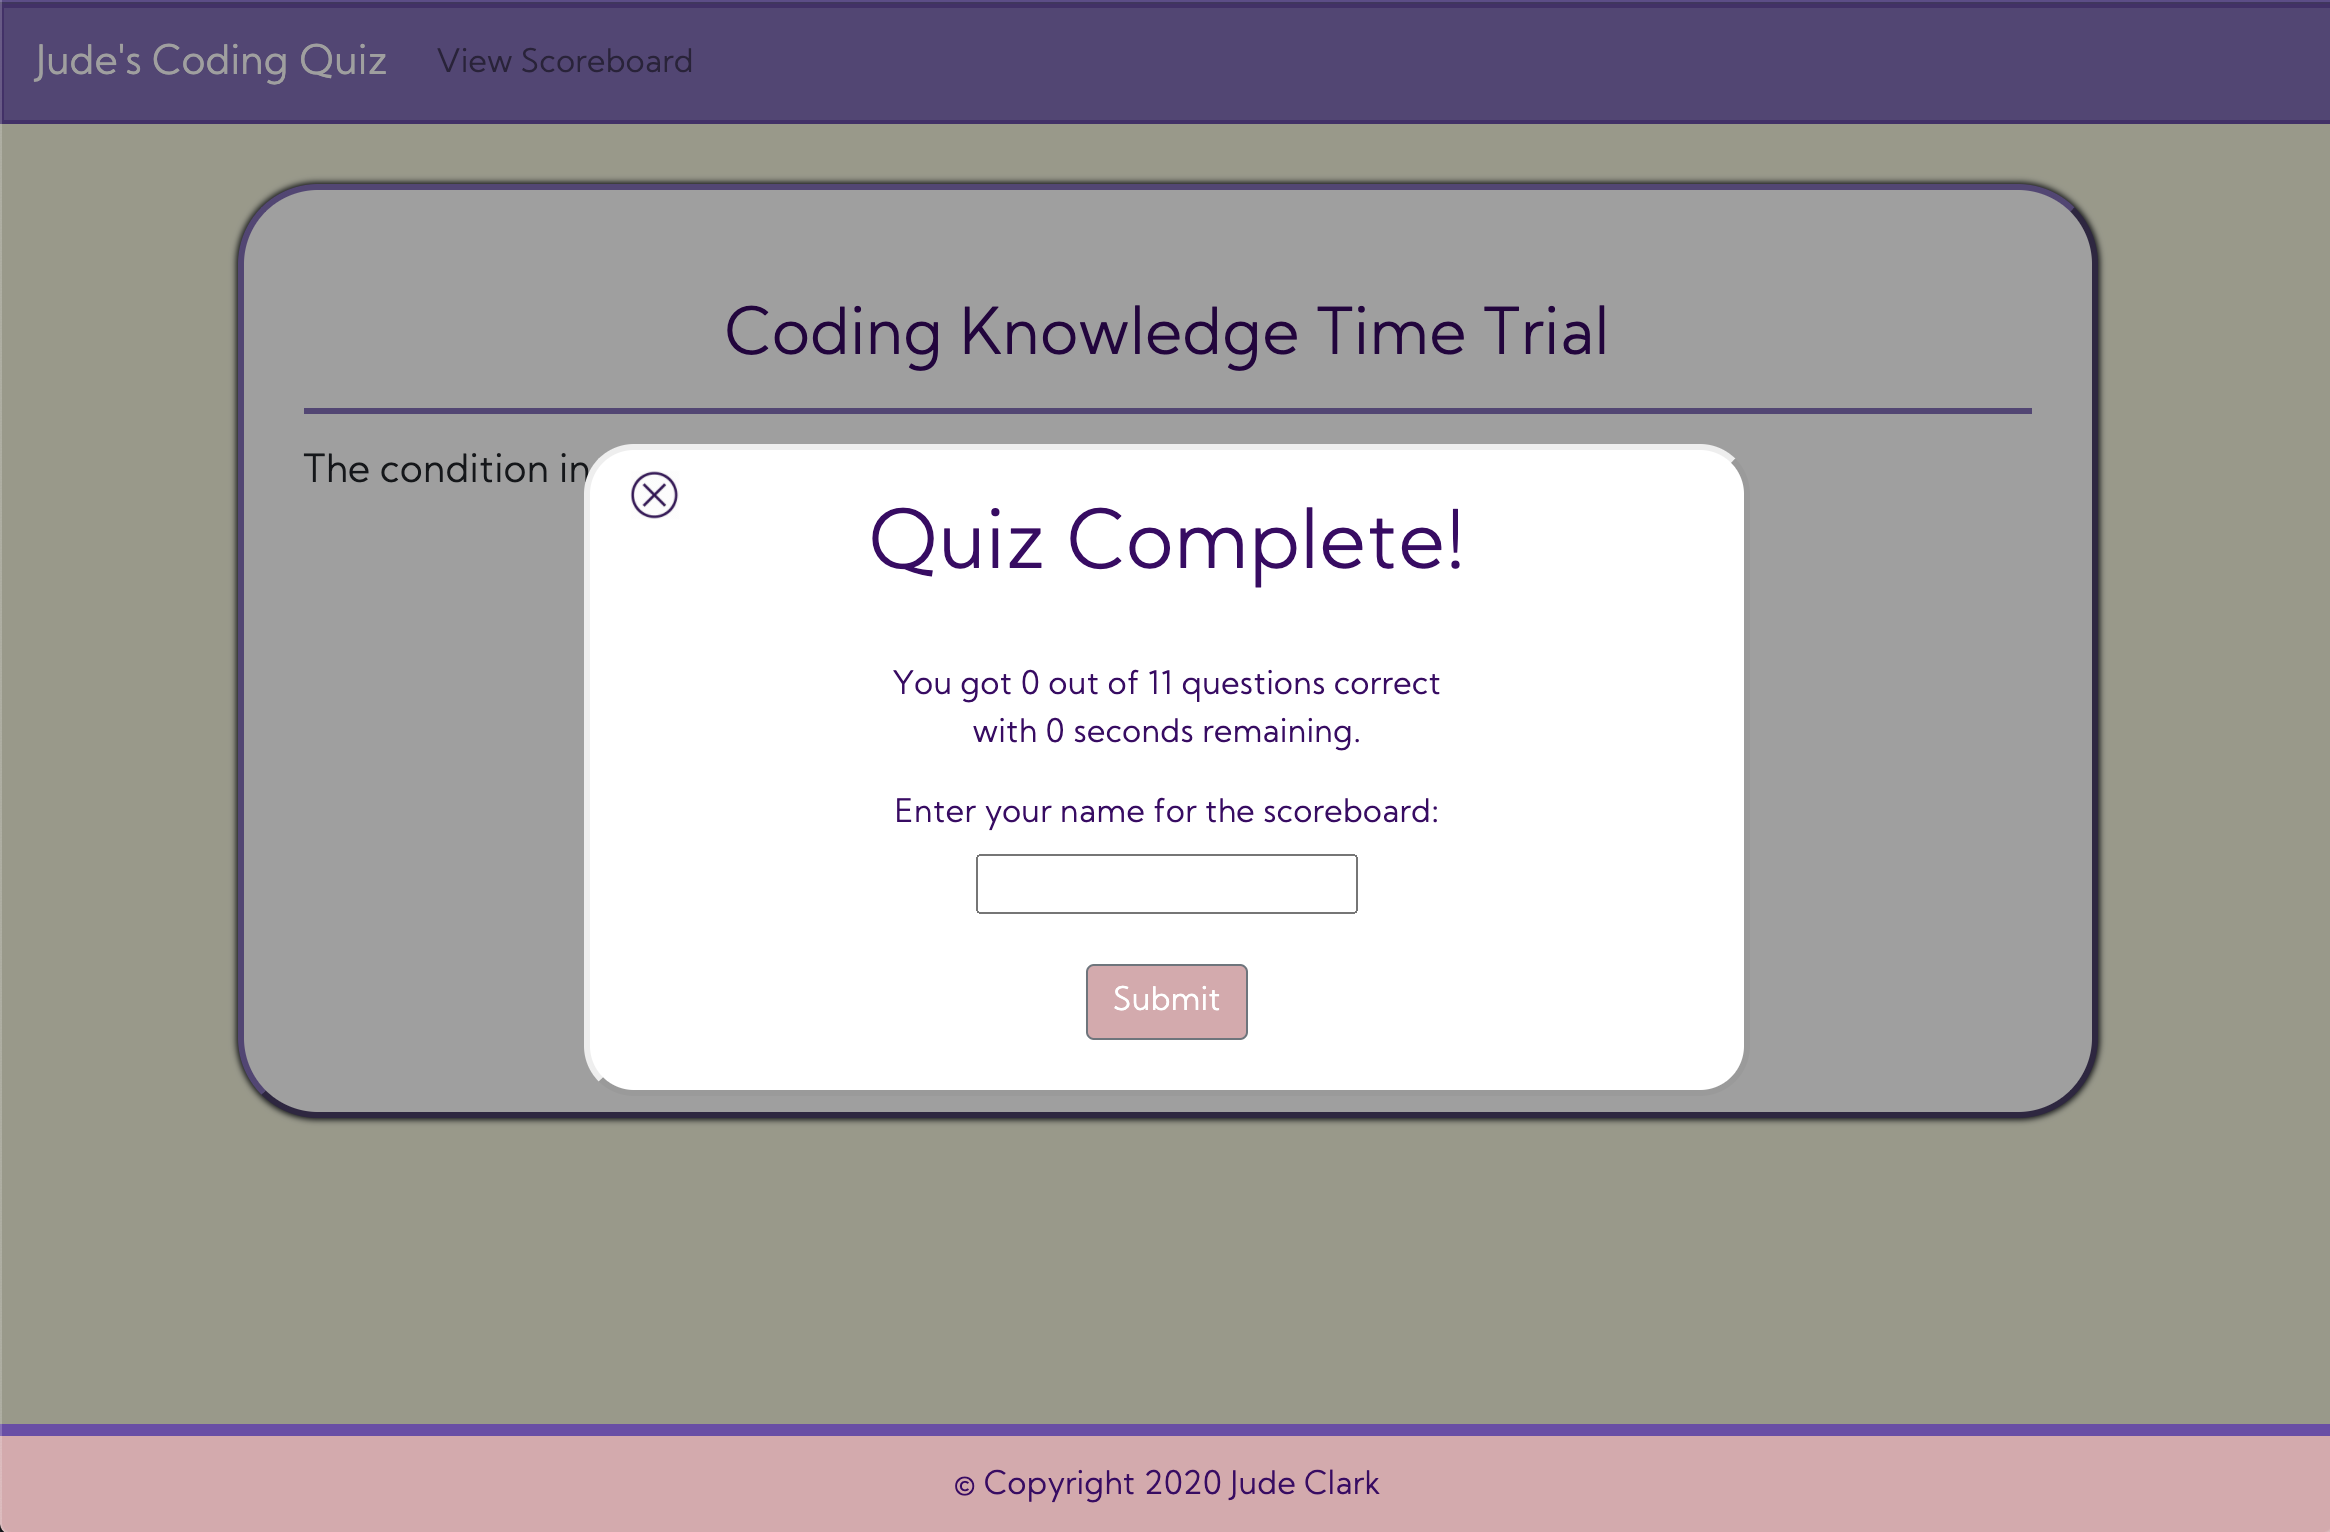 Jude's Coding Quiz View Scoreboard
Coding Knowledge Time Trial
The condition in
Quiz Complete!
You got 0 out of 11 questions correct
with 0 seconds remaining.
Enter your name for the scoreboard:
Submit
© Copyright 2020 Jude Clark